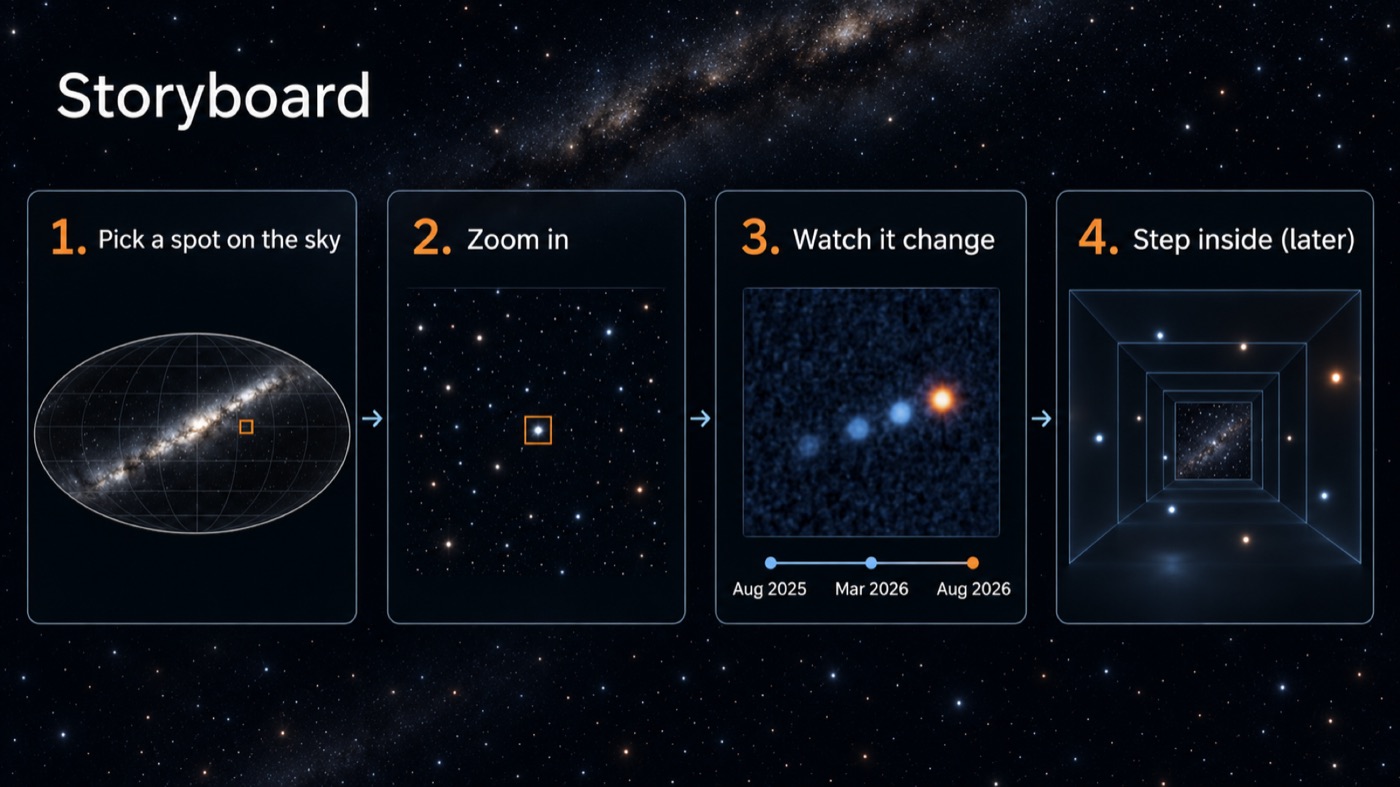 Storyboard
1. Pick a spot on the sky
2. Zoom in
3. Watch it change
4. Step inside (later)
Aug 2025 Mar 2026 Aug 2026